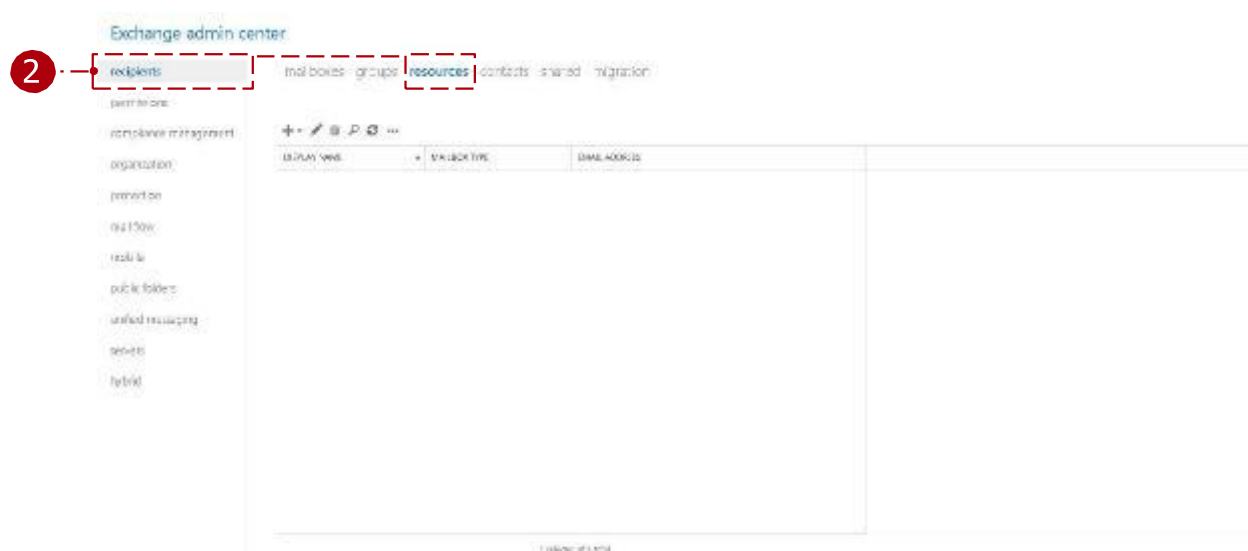 Exchange admin center
2
recipients
mailboxes groups resources contacts shared migration
permissions
compliance management
DISPLAY NAME MAILBOX TYPE EMAIL ADDRESS
organization
protection
mail flow
mobile
public folders
unified messaging
servers
hybrid